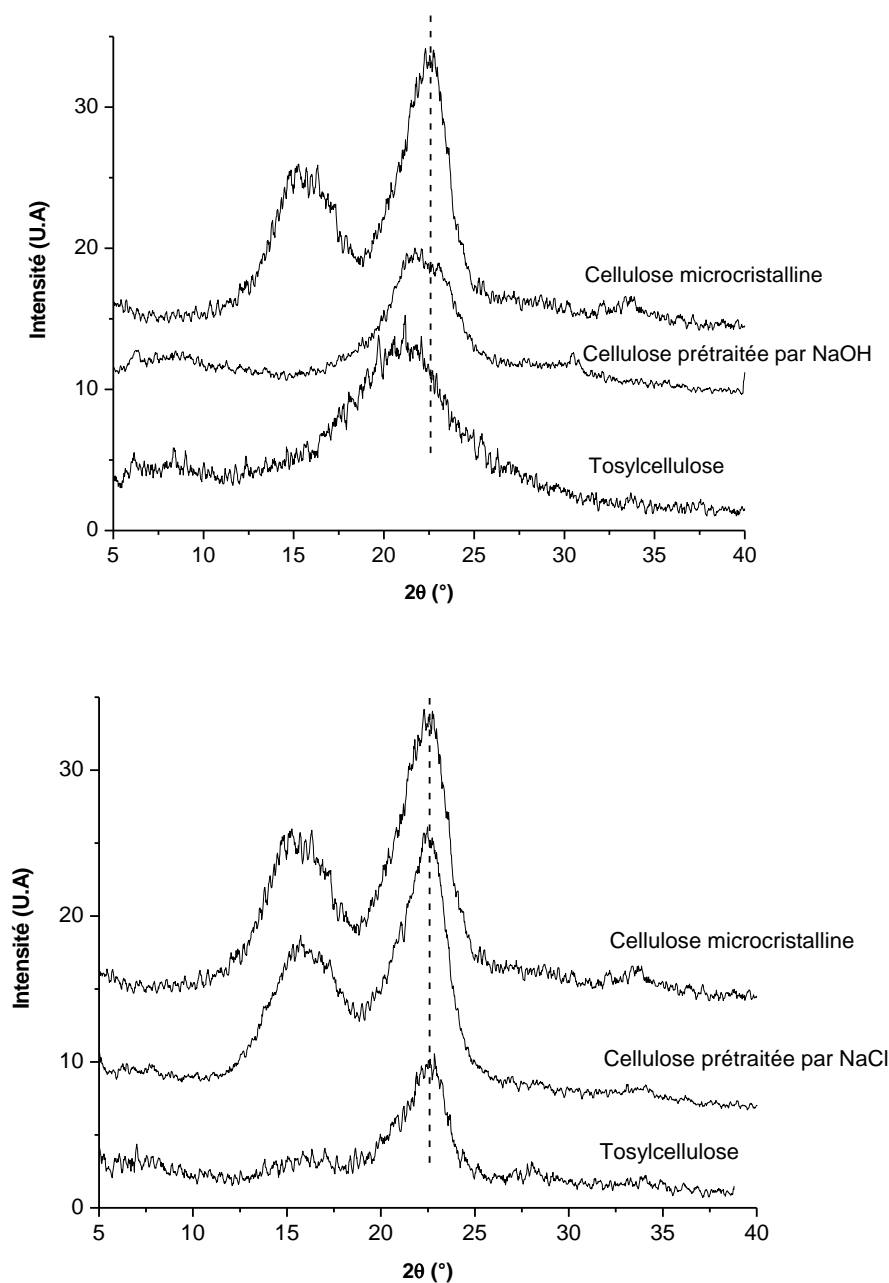 30
20
10
0
Intensité (U.A)
Cellulose microcristalline
Cellulose prétraitée par NaOH
Tosylcellulose
5 10 15 20 25 30 35 40
2θ (°)
30
20
10
0
Intensité (U.A)
Cellulose microcristalline
Cellulose prétraitée par NaCl
Tosylcellulose
5 10 15 20 25 30 35 40
2θ (°)